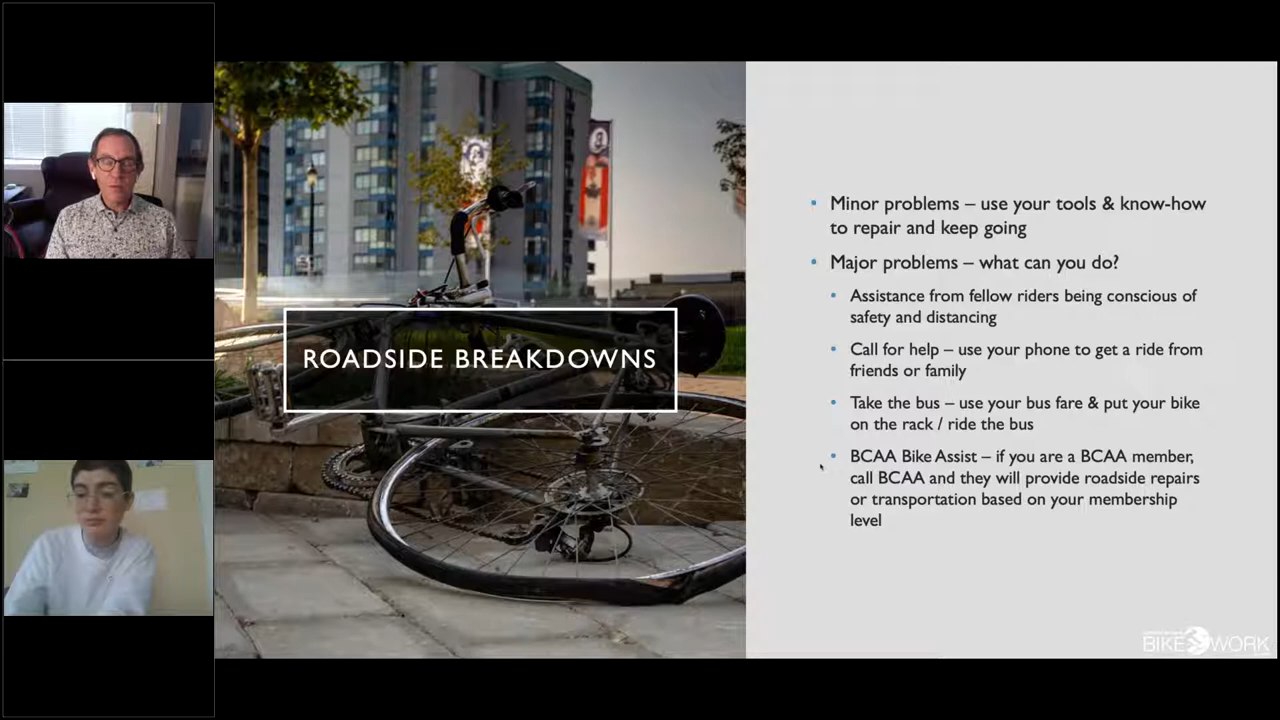 ROADSIDE BREAKDOWNS
Minor problems – use your tools & know-how
to repair and keep going
Major problems – what can you do?
Assistance from fellow riders being conscious of
safety and distancing
Call for help – use your phone to get a ride from
friends or family
Take the bus – use your bus fare & put your bike
on the rack / ride the bus
BCAA Bike Assist – if you are a BCAA member,
call BCAA and they will provide roadside repairs
or transportation based on your membership
level
BIKE WORK